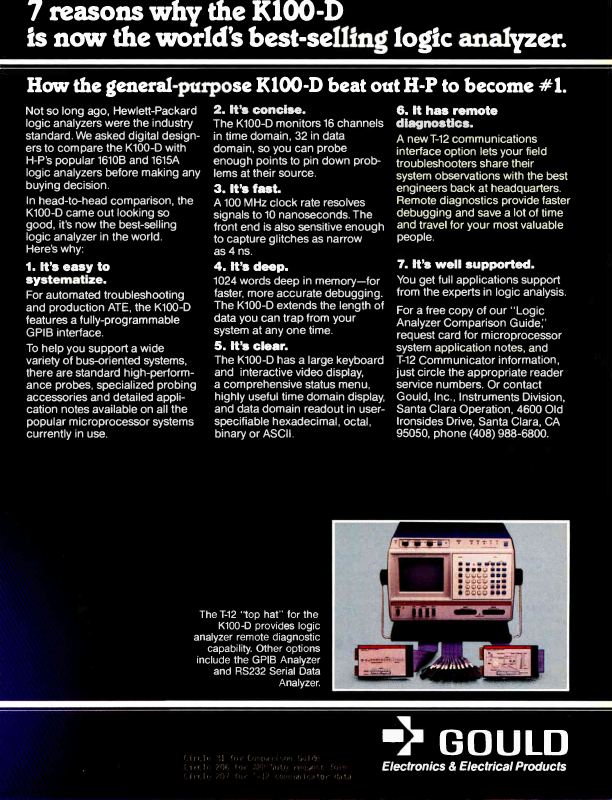 7 reasons why the K100-D
is now the world's best-selling logic analyzer.
How the general-purpose K100-D beat out H-P to become #1.
Not so long ago, Hewlett-Packard
logic analyzers were the industry
standard. We asked digital design-
ers to compare the K100-D with
H-P's popular 1610B and 1615A
logic analyzers before making any
buying decision.
In head-to-head comparison, the
K100-D came out looking so
good, it's now the best-selling
logic analyzer in the world.
Here's why:
1. It's easy to
systematize.
For automated troubleshooting
and production ATE, the K100-D
features a fully-programmable
GPIB interface.
To help you support a wide
variety of bus-oriented systems,
there are standard high-perform-
ance probes, specialized probing
accessories and detailed appli-
cation notes available on all the
popular microprocessor systems
currently in use.
2. It's concise.
The K100-D monitors 16 channels
in time domain, 32 in data
domain, so you can probe
enough points to pin down prob-
lems at their source.
3. It's fast.
A 100 MHz clock rate resolves
signals to 10 nanoseconds. The
front end is also sensitive enough
to capture glitches as narrow
as 4 ns.
4. It's deep.
1024 words deep in memory—for
faster, more accurate debugging.
The K100-D extends the length of
data you can trap from your
system at any one time.
5. It's clear.
The K100-D has a large keyboard
and interactive video display,
a comprehensive status menu,
highly useful time domain display,
and data domain readout in user-
specifiable hexadecimal, octal,
binary or ASCII.
6. It has remote
diagnostics.
A new T-12 communications
interface option lets your field
troubleshooters share their
system observations with the best
engineers back at headquarters.
Remote diagnostics provide faster
debugging and save a lot of time
and travel for your most valuable
people.
7. It's well supported.
You get full applications support
from the experts in logic analysis.
For a free copy of our "Logic
Analyzer Comparison Guide,"
request card for microprocessor
system application notes, and
T-12 Communicator information,
just circle the appropriate reader
service numbers. Or contact
Gould, Inc., Instruments Division,
Santa Clara Operation, 4600 Old
Ironsides Drive, Santa Clara, CA
95050, phone (408) 988-6800.
The T-12 "top hat" for the
K100-D provides logic
analyzer remote diagnostic
capability. Other options
include the GPIB Analyzer
and RS232 Serial Data
Analyzer.
GOULD
Electronics & Electrical Products
Circle 31 for Comparison Guide
Circle 206 for APP Note request form
Circle 207 for T-12 communicator data